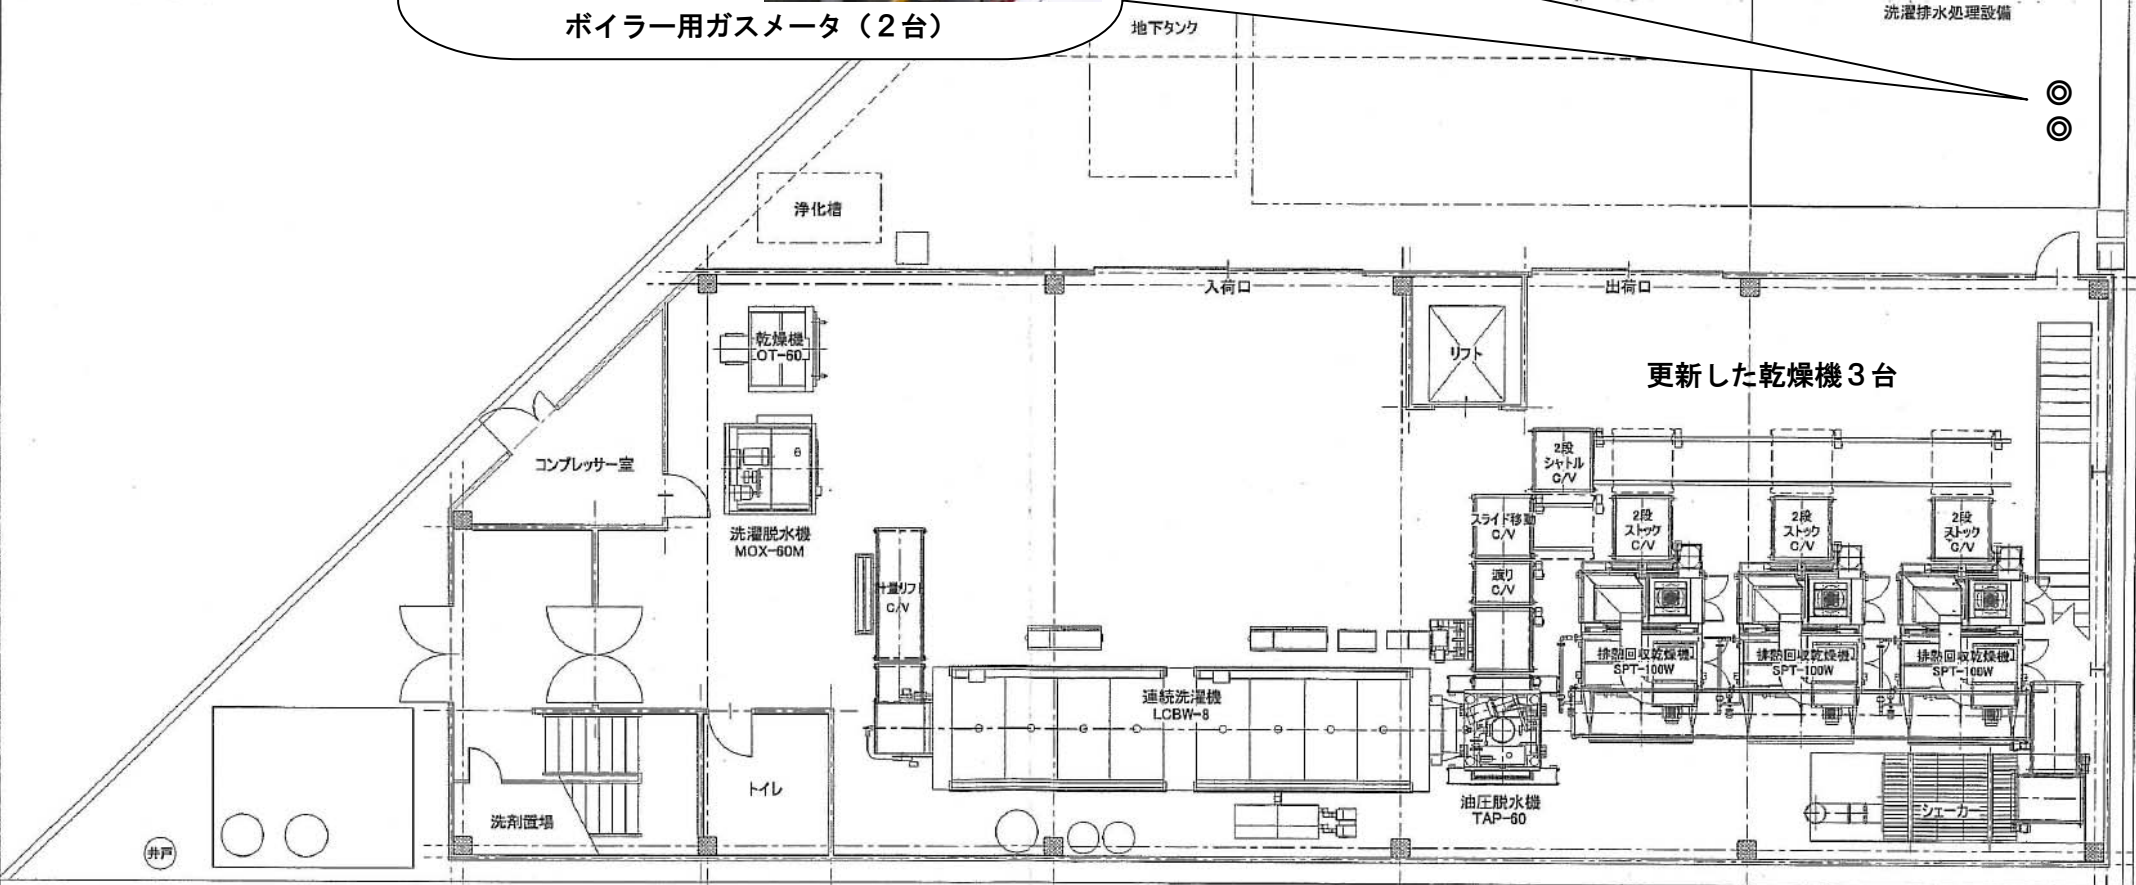 ボイラー用ガスメータ（２台）
地下タンク
洗濯排水処理設備
浄化槽
入荷口
出荷口
乾燥機
OT-60
リフト
更新した乾燥機３台
コンプレッサー室
6
2段
シャトル
C/V
スライド移動
C/V
2段
ストック
C/V
2段
ストック
C/V
2段
ストック
C/V
洗濯脱水機
MOX-60M
渡り
C/V
計量リフト
C/V
排熱回収乾燥機
SPT-100W
排熱回収乾燥機
SPT-100W
排熱回収乾燥機
SPT-100W
連続洗濯機
LCBW-8
トイレ
油圧脱水機
TAP-60
シェーカー
洗剤置場
井戸